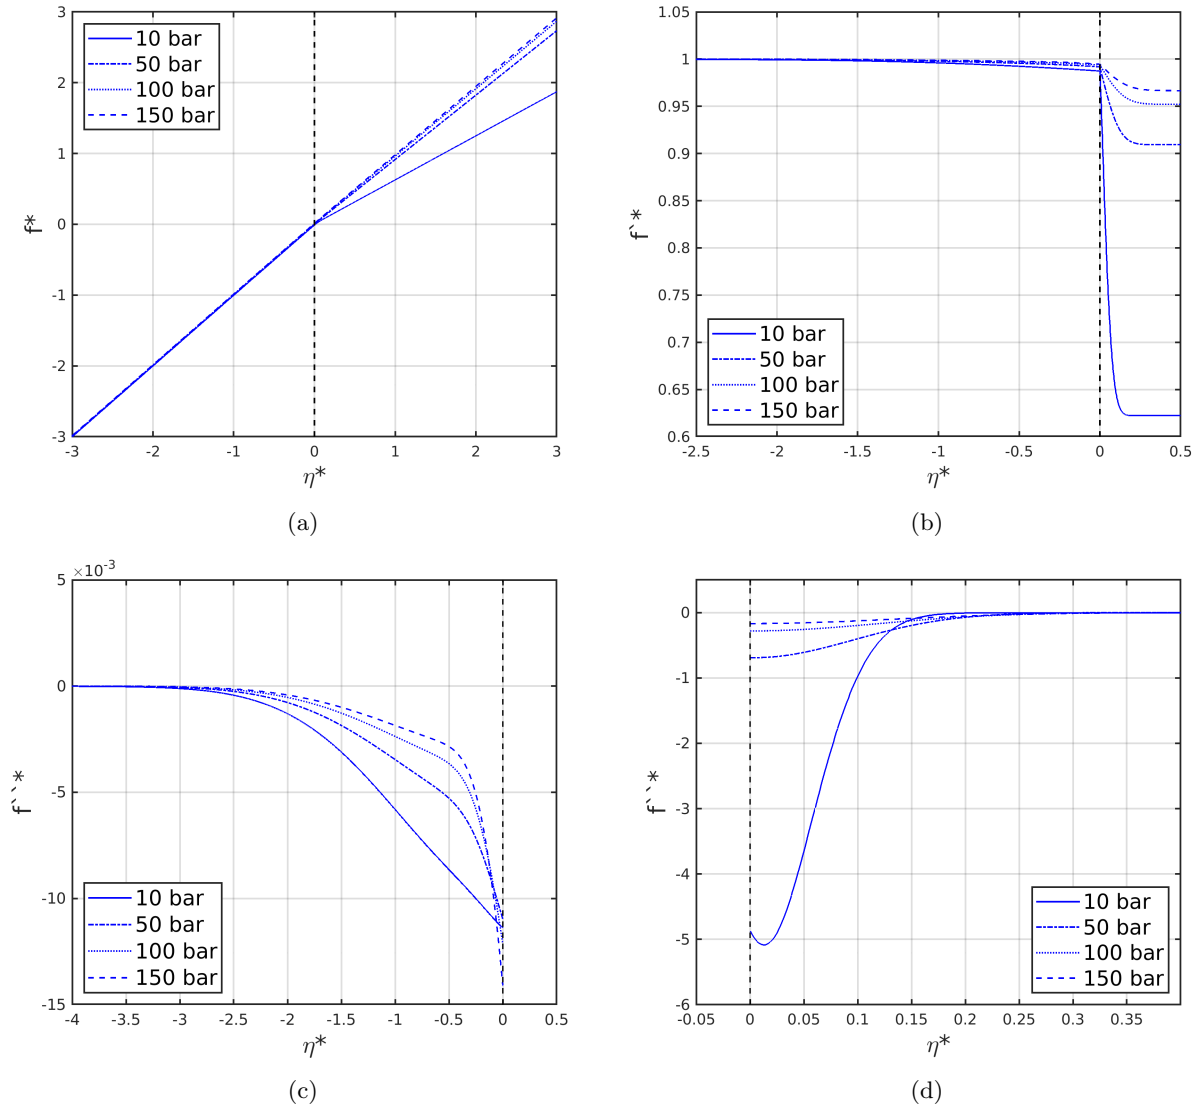 3
2
1
0
-1
-2
-3
-3 -2 -1 0 1 2 3
f*
η*
10 bar
50 bar
100 bar
150 bar
(a)
1.05
1
0.95
0.9
0.85
0.8
0.75
0.7
0.65
0.6
-2.5 -2 -1.5 -1 -0.5 0 0.5
f`*
η*
10 bar
50 bar
100 bar
150 bar
(b)
×10⁻³
5
0
-5
-10
-15
-4 -3.5 -3 -2.5 -2 -1.5 -1 -0.5 0 0.5
f``*
η*
10 bar
50 bar
100 bar
150 bar
(c)
0
-1
-2
-3
-4
-5
-6
-0.05 0 0.05 0.1 0.15 0.2 0.25 0.3 0.35
f``*
η*
10 bar
50 bar
100 bar
150 bar
(d)